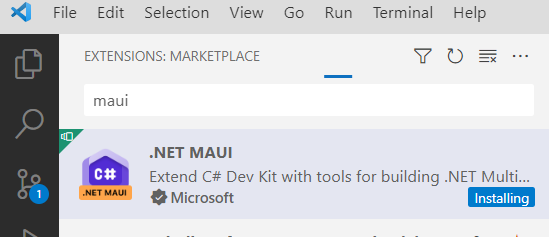 File Edit Selection View Go Run Terminal Help
EXTENSIONS: MARKETPLACE
maui
.NET MAUI
Extend C# Dev Kit with tools for building .NET Multi...
Microsoft Installing
C#
.NET MAUI
1